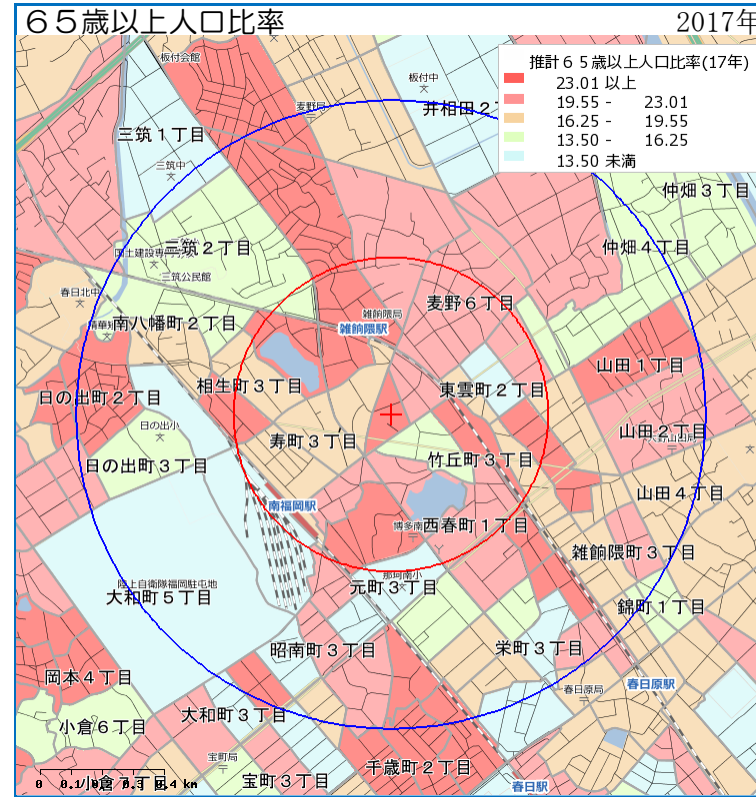 65歳以上人口比率
2017年
推計65歳以上人口比率(17年)
23.01 以上
19.55 - 23.01
16.25 - 19.55
13.50 - 16.25
13.50 未満
板付会館
板付中
麦野局
井相田2
三筑1丁目
三筑中
仲畑3丁目
三筑2丁目
仲畑4丁目
三筑公民館
春日北中
麦野6丁目
雑餉隈局
南八幡町2丁目
雑餉隈駅
山田1丁目
相生町3丁目
東雲町2丁目
日の出町2丁目
日の出小
山田2丁目
寿町3丁目
竹丘町3丁目
日の出町3丁目
山田4丁目
南福岡駅
博多南
西春町1丁目
雑餉隈町3丁目
那珂南小
陸上自衛隊福岡駐屯地
元町3丁目
大和町5丁目
錦町1丁目
昭南町3丁目
栄町3丁目
岡本4丁目
春日原局
春日原駅
大和町3丁目
小倉6丁目
宝町局
千歳町2丁目
小倉7丁目
宝町3丁目
春日駅
0 0.1 0.2 0.3 0.4 km